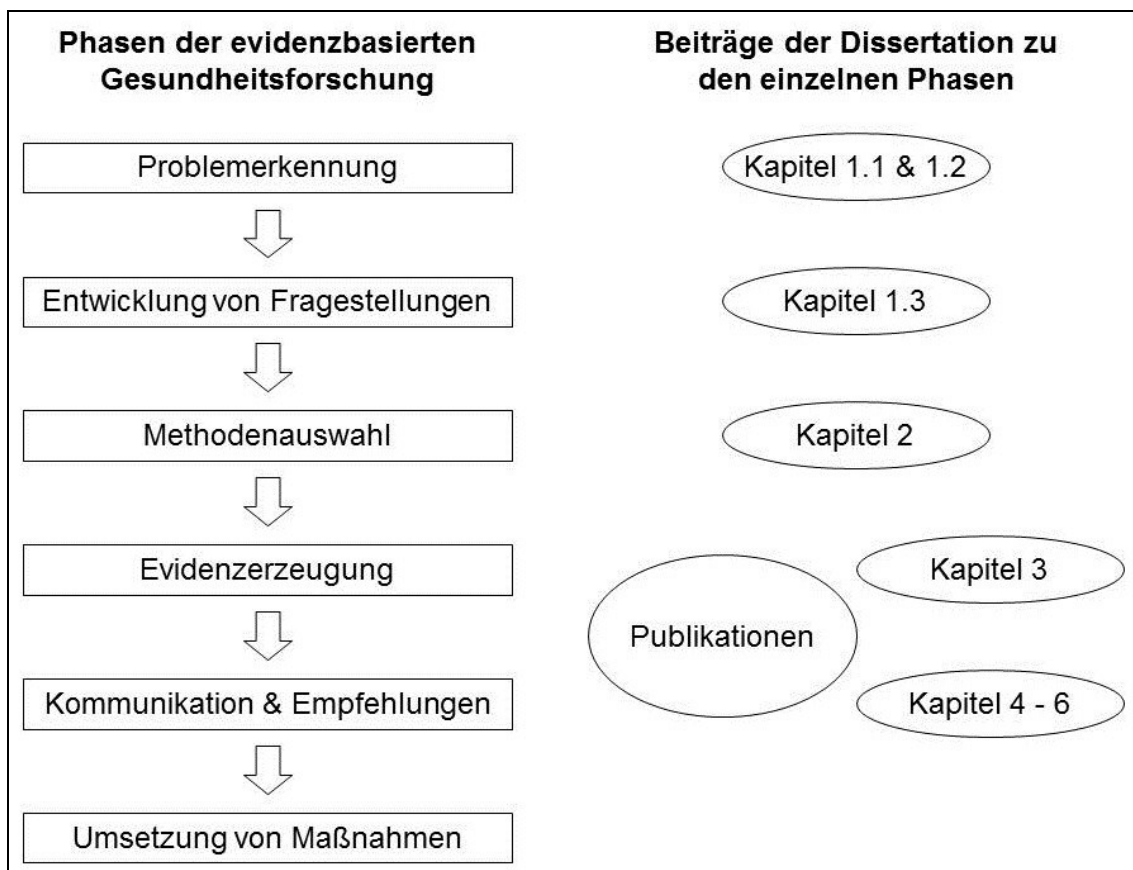 Phasen der evidenzbasierten
Gesundheitsforschung
Beiträge der Dissertation zu
den einzelnen Phasen
Problemerkennung
Kapitel 1.1 & 1.2
Entwicklung von Fragestellungen
Kapitel 1.3
Methodenauswahl
Kapitel 2
Evidenzerzeugung
Kapitel 3
Publikationen
Kommunikation & Empfehlungen
Kapitel 4 - 6
Umsetzung von Maßnahmen